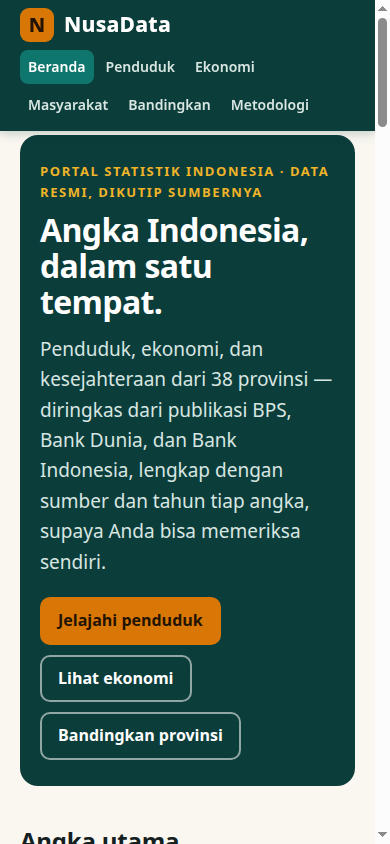 N NusaData
Beranda Penduduk Ekonomi
Masyarakat Bandingkan Metodologi
PORTAL STATISTIK INDONESIA · DATA
RESMI, DIKUTIP SUMBERNYA
Angka Indonesia,
dalam satu
tempat.
Penduduk, ekonomi, dan
kesejahteraan dari 38 provinsi —
diringkas dari publikasi BPS,
Bank Dunia, dan Bank
Indonesia, lengkap dengan
sumber dan tahun tiap angka,
supaya Anda bisa memeriksa
sendiri.
Jelajahi penduduk
Lihat ekonomi
Bandingkan provinsi
Angka utama